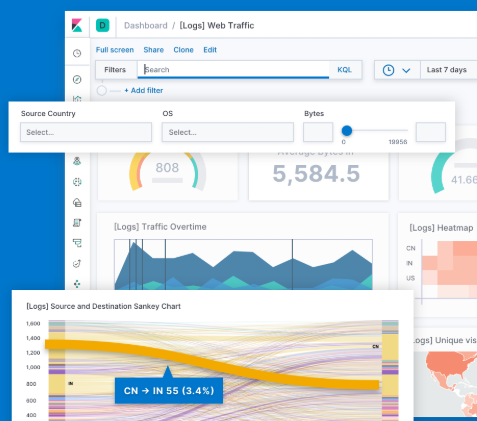 D Dashboard / [Logs] Web Traffic
Full screen Share Clone Edit
Filters Search KQL Last 7 days
+ Add filter
Source Country OS Bytes
Select... Select...
0 19956
808
Average Bytes In
5,584.5
41.66
[Logs] Traffic Overtime
[Logs] Heatmap
CN
IN
US
[Logs] Source and Destination Sankey Chart
1,600
1,400
1,200
1,000
800
600
400
CN
IN
CN → IN 55 (3.4%)
ogs] Unique vis